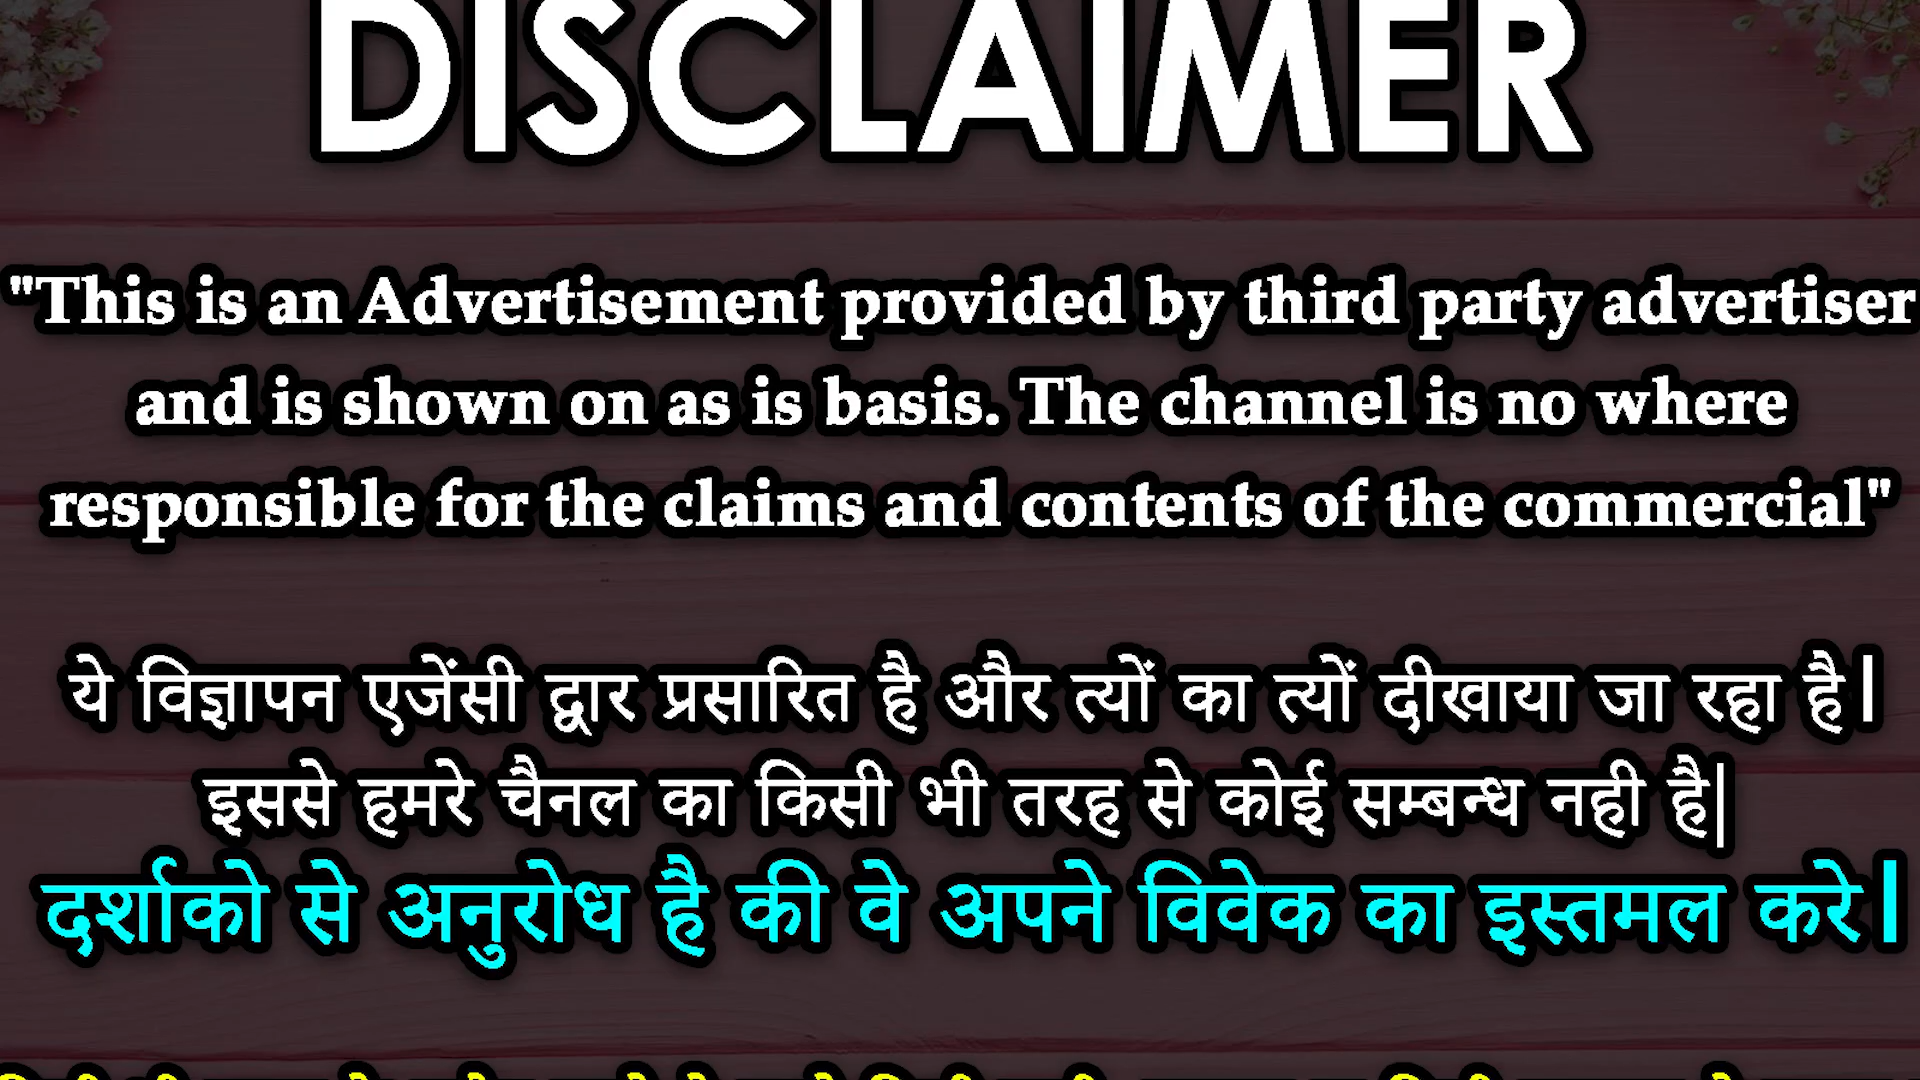 DISCLAIMER
"This is an Advertisement provided by third party advertiser
and is shown on as is basis. The channel is no where
responsible for the claims and contents of the commercial"
ये विज्ञापन एजेंसी द्वार प्रसारित है और त्यों का त्यों दीखाया जा रहा है।
इससे हमरे चैनल का किसी भी तरह से कोई सम्बन्ध नही है|
दर्शाको से अनुरोध है की वे अपने विवेक का इस्तमल करे।